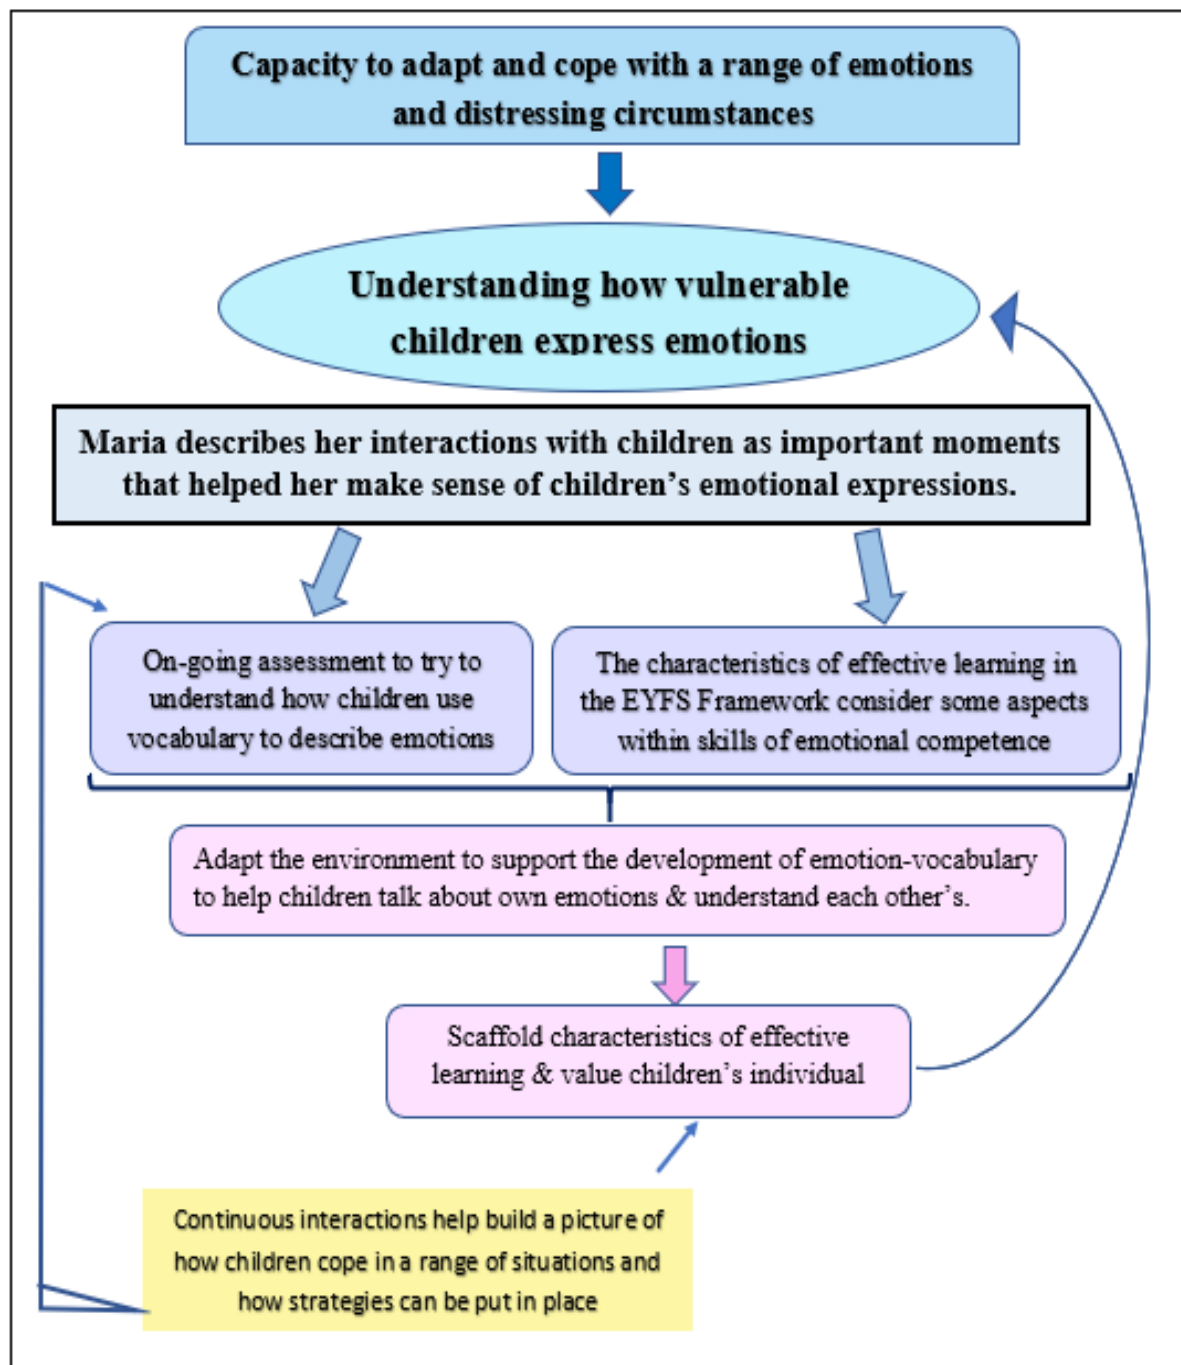 Capacity to adapt and cope with a range of emotions
and distressing circumstances
Understanding how vulnerable
children express emotions
Maria describes her interactions with children as important moments
that helped her make sense of children’s emotional expressions.
On-going assessment to try to
understand how children use
vocabulary to describe emotions
The characteristics of effective learning in
the EYFS Framework consider some aspects
within skills of emotional competence
Adapt the environment to support the development of emotion-vocabulary
to help children talk about own emotions & understand each other’s.
Scaffold characteristics of effective
learning & value children’s individual
Continuous interactions help build a picture of
how children cope in a range of situations and
how strategies can be put in place